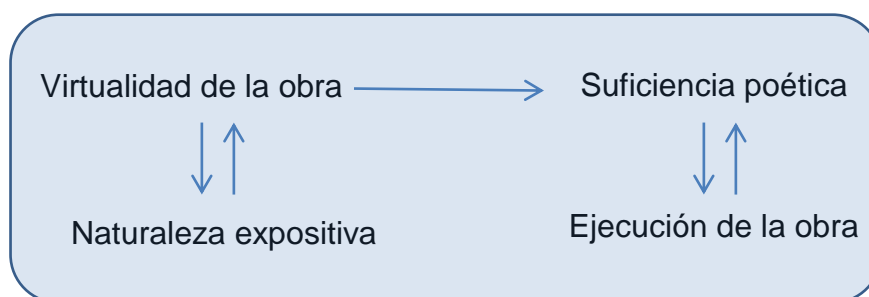 Virtualidad de la obra
Suficiencia poética
Naturaleza expositiva
Ejecución de la obra